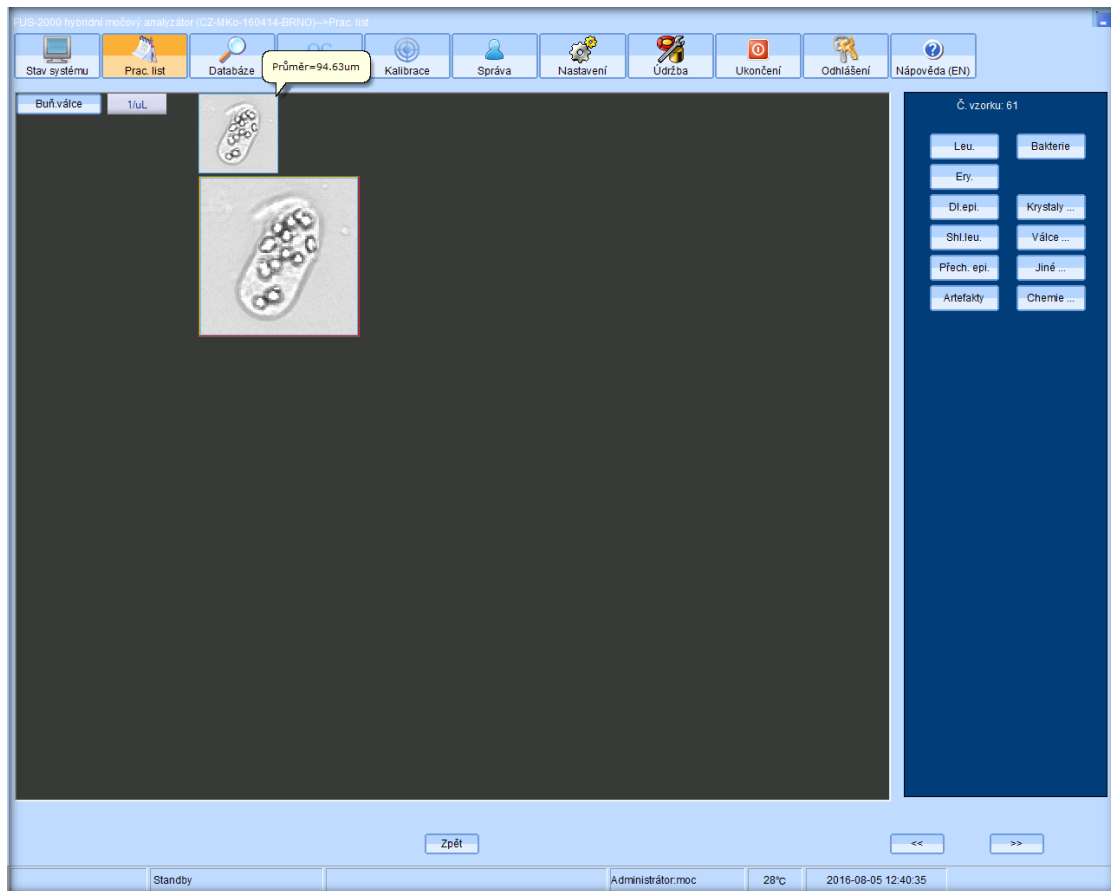 FUS-2000 hybridní močový analyzátor (CZ-MKo-160414-BRNO)-->Prac. list
Stav systému
Prac. list
Databáze
QC
Kalibrace
Správa
Nastavení
Údržba
Ukončení
Odhlášení
Nápověda (EN)
Průměr=94.63um
Buň.válce
1/uL
Č. vzorku: 61
Leu.
Bakterie
Ery.
Dl.epi.
Krystaly ...
Shl.leu.
Válce ...
Přech. epi.
Jiné ...
Artefakty
Chemie ...
Zpět
<<
>>
Standby
Administrátor:moc
28°C
2016-08-05 12:40:35